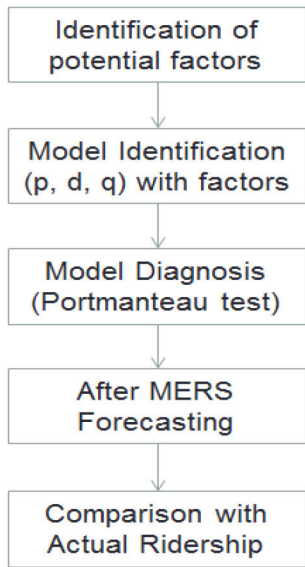 Identification of
potential factors
Model Identification
(p, d, q) with factors
Model Diagnosis
(Portmanteau test)
After MERS
Forecasting
Comparison with
Actual Ridership